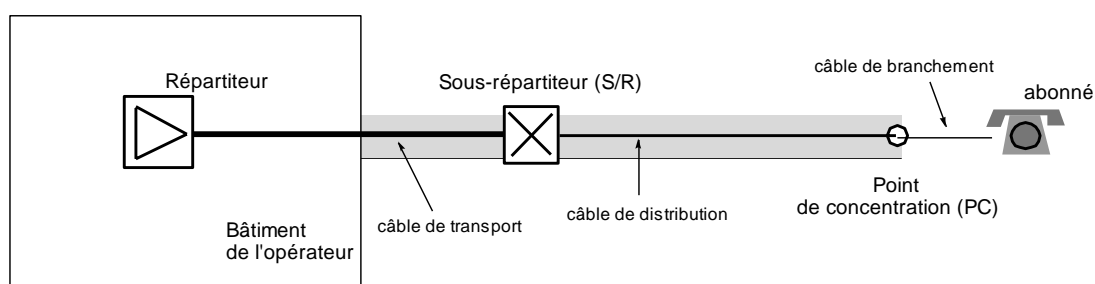 Répartiteur
Sous-répartiteur (S/R)
câble de branchement
abonné
Bâtiment
de l'opérateur
câble de transport
câble de distribution
Point
de concentration (PC)